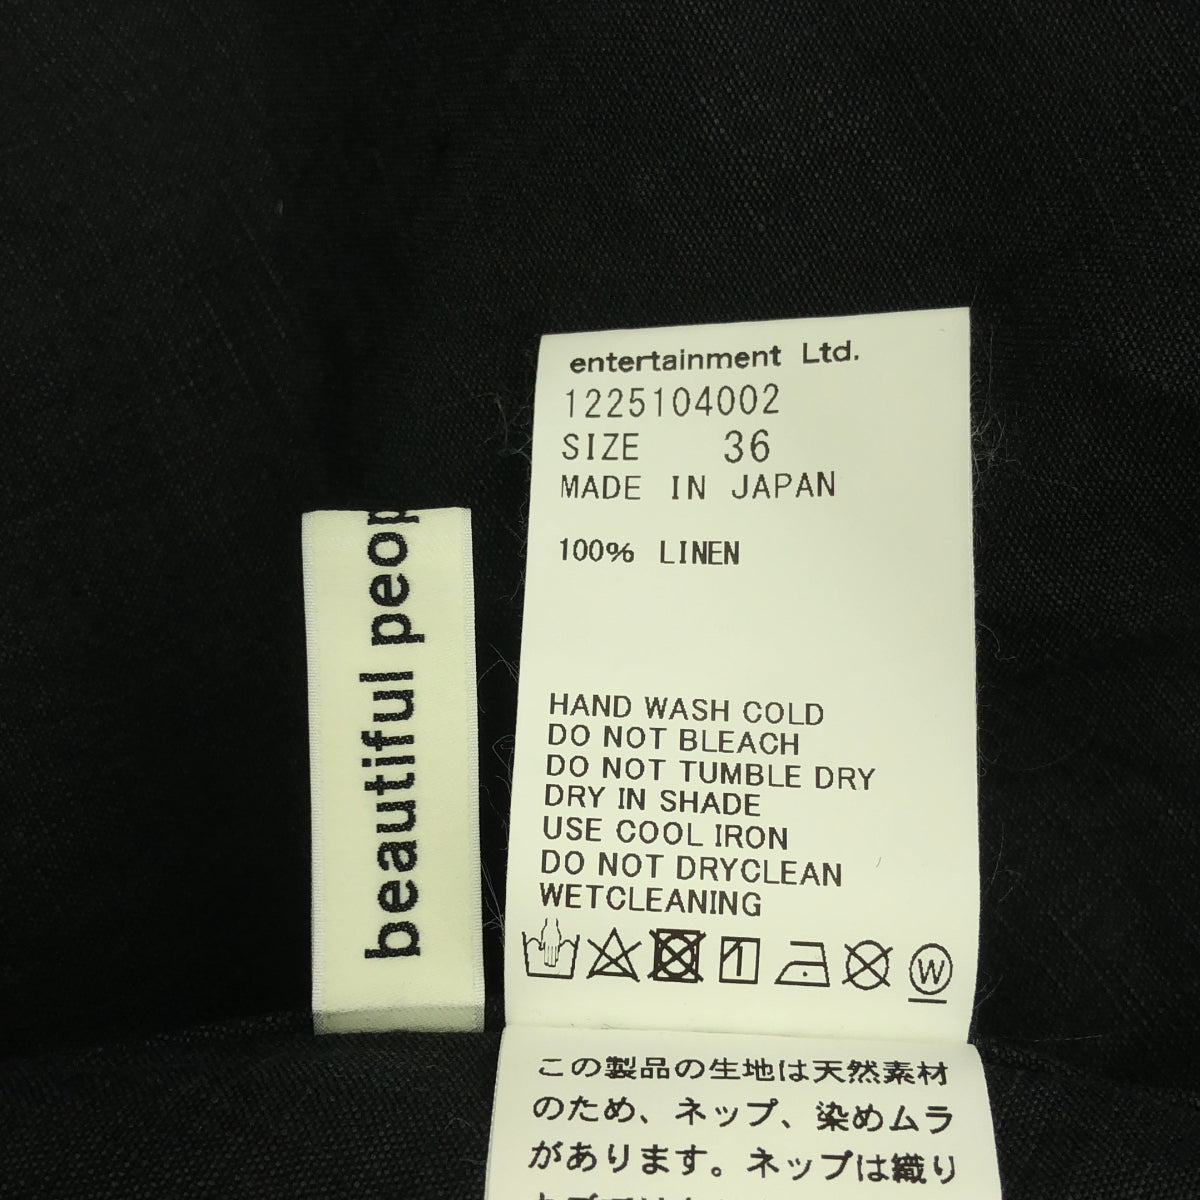 beautiful peop
entertainment Ltd.
1225104002
SIZE 36
MADE IN JAPAN
100% LINEN
HAND WASH COLD
DO NOT BLEACH
DO NOT TUMBLE DRY
DRY IN SHADE
USE COOL IRON
DO NOT DRYCLEAN
WETCLEANING
W
この製品の生地は天然素材
のため、ネップ、染めムラ
があります。ネップは織り